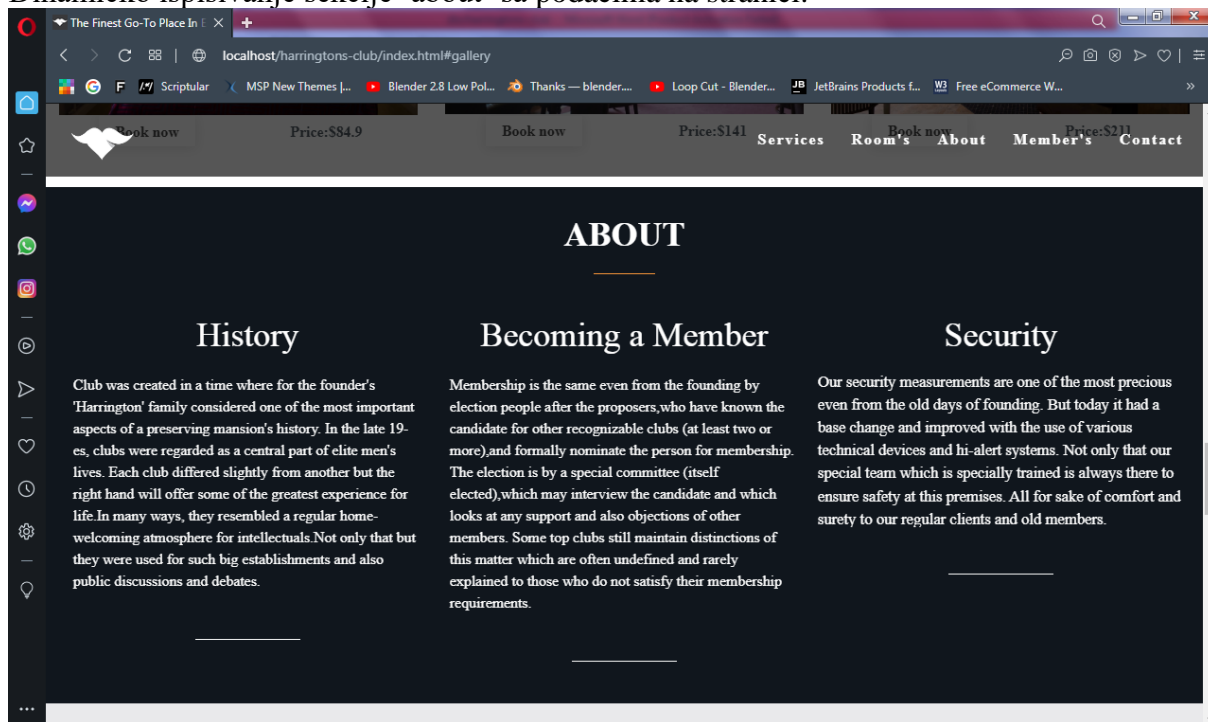 Dinamičko ispisivanje sekcije "about" sa podacima na stranici.
The Finest Go-To Place In E
localhost/harringtons-club/index.html#gallery
Scriptular MSP New Themes |... Blender 2.8 Low Pol... Thanks — blender.... Loop Cut - Blender... JetBrains Products f... Free eCommerce W... »
Book now Price:$84.9 Book now Price:$141 Book now Price:$211
Services Room's About Member's Contact
ABOUT
History
Club was created in a time where for the founder's
'Harrington' family considered one of the most important
aspects of a preserving mansion's history. In the late 19-
es, clubs were regarded as a central part of elite men's
lives. Each club differed slightly from another but the
right hand will offer some of the greatest experience for
life.In many ways, they resembled a regular home-
welcoming atmosphere for intellectuals.Not only that but
they were used for such big establishments and also
public discussions and debates.
Becoming a Member
Membership is the same even from the founding by
election people after the proposers,who have known the
candidate for other recognizable clubs (at least two or
more),and formally nominate the person for membership.
The election is by a special committee (itself
elected),which may interview the candidate and which
looks at any support and also objections of other
members. Some top clubs still maintain distinctions of
this matter which are often undefined and rarely
explained to those who do not satisfy their membership
requirements.
Security
Our security measurements are one of the most precious
even from the old days of founding. But today it had a
base change and improved with the use of various
technical devices and hi-alert systems. Not only that our
special team which is specially trained is always there to
ensure safety at this premises. All for sake of comfort and
surety to our regular clients and old members.